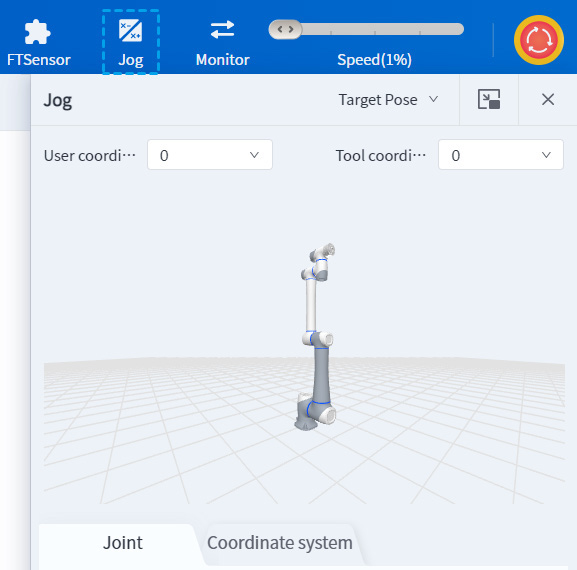 FTSensor
Jog
Monitor
Speed(1%)
Jog
Target Pose
User coordi···
0
Tool coordi···
0
Joint
Coordinate system